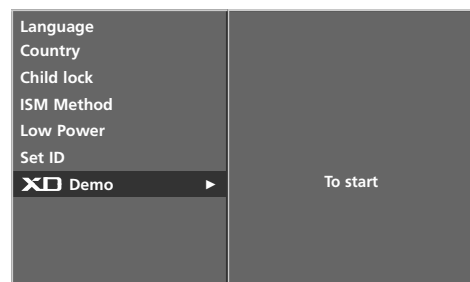 Language
Country
Child lock
ISM Method
Low Power
Set ID
XD Demo ►
To start